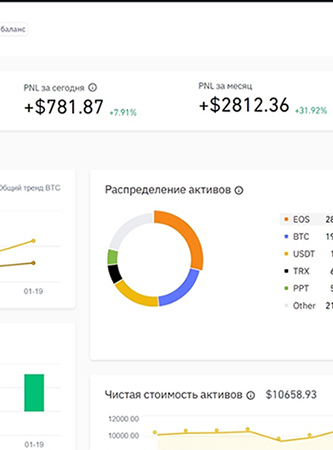 баланс
PNL за сегодня
+$781.87 +7.91%
PNL за месяц
+$2812.36 +31.92%
Общий тренд BTC
01-19
Распределение активов
EOS 28
BTC 19
USDT 1
TRX
PPT 5
Other 21
01-19
Чистая стоимость активов $10658.93
12000.00
10000.00